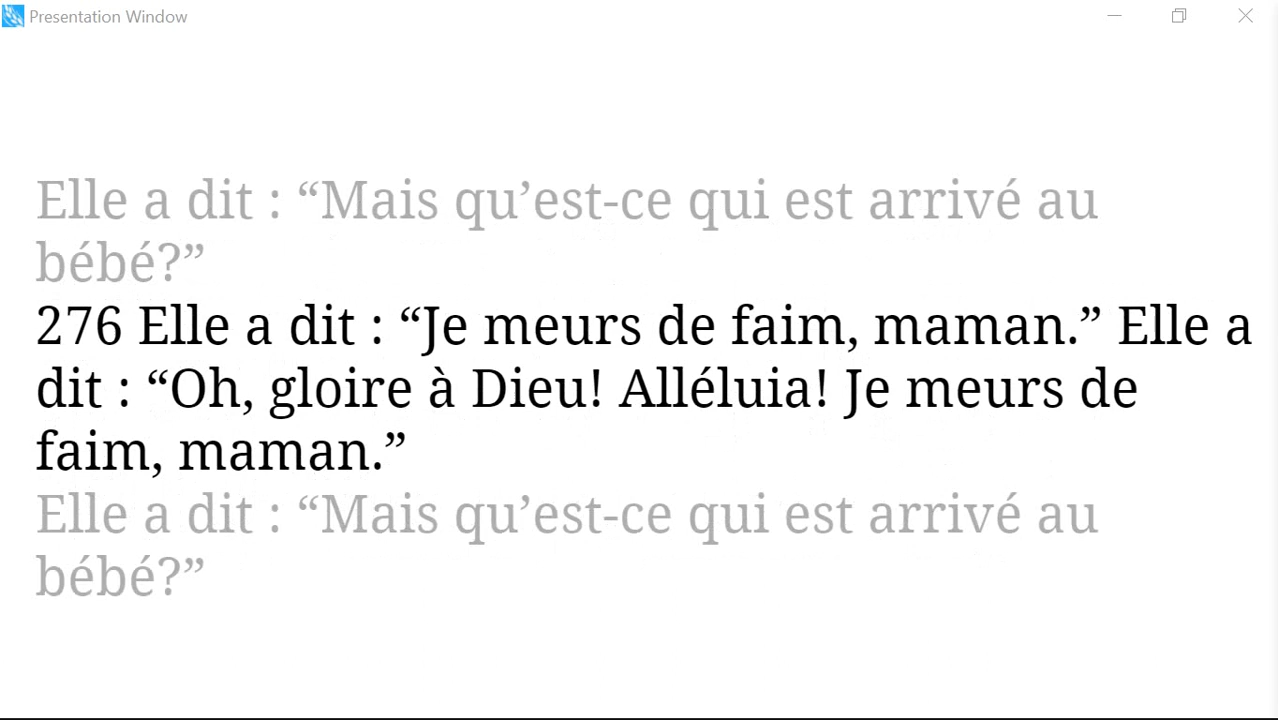 Presentation Window
Elle a dit : “Mais qu’est-ce qui est arrivé au
bébé?”
276 Elle a dit : “Je meurs de faim, maman.” Elle a
dit : “Oh, gloire à Dieu! Alléluia! Je meurs de
faim, maman.”
Elle a dit : “Mais qu’est-ce qui est arrivé au
bébé?”